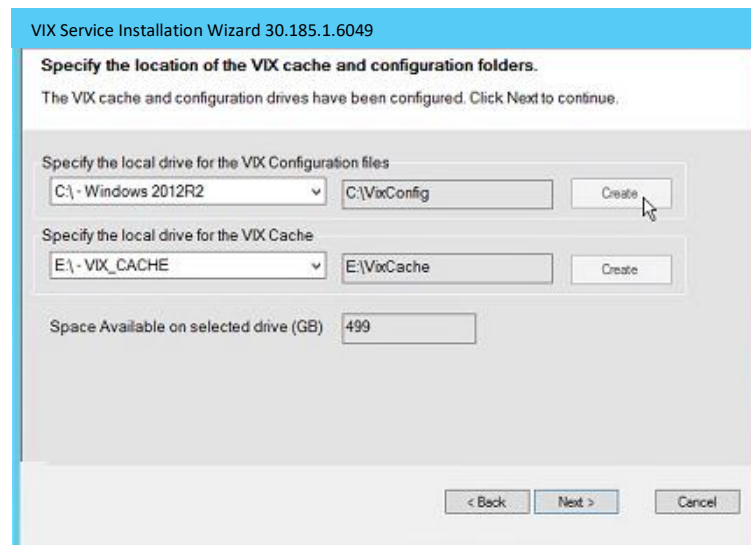 VIX Service Installation Wizard 30.185.1.6049
Specify the location of the VIX cache and configuration folders.
The VIX cache and configuration drives have been configured. Click Next to continue.
Specify the local drive for the VIX Configuration files
C:\ - Windows 2012R2 C:\VixConfig Create
Specify the local drive for the VIX Cache
E:\ - VIX_CACHE E:\VixCache Create
Space Available on selected drive (GB) 499
< Back Next > Cancel